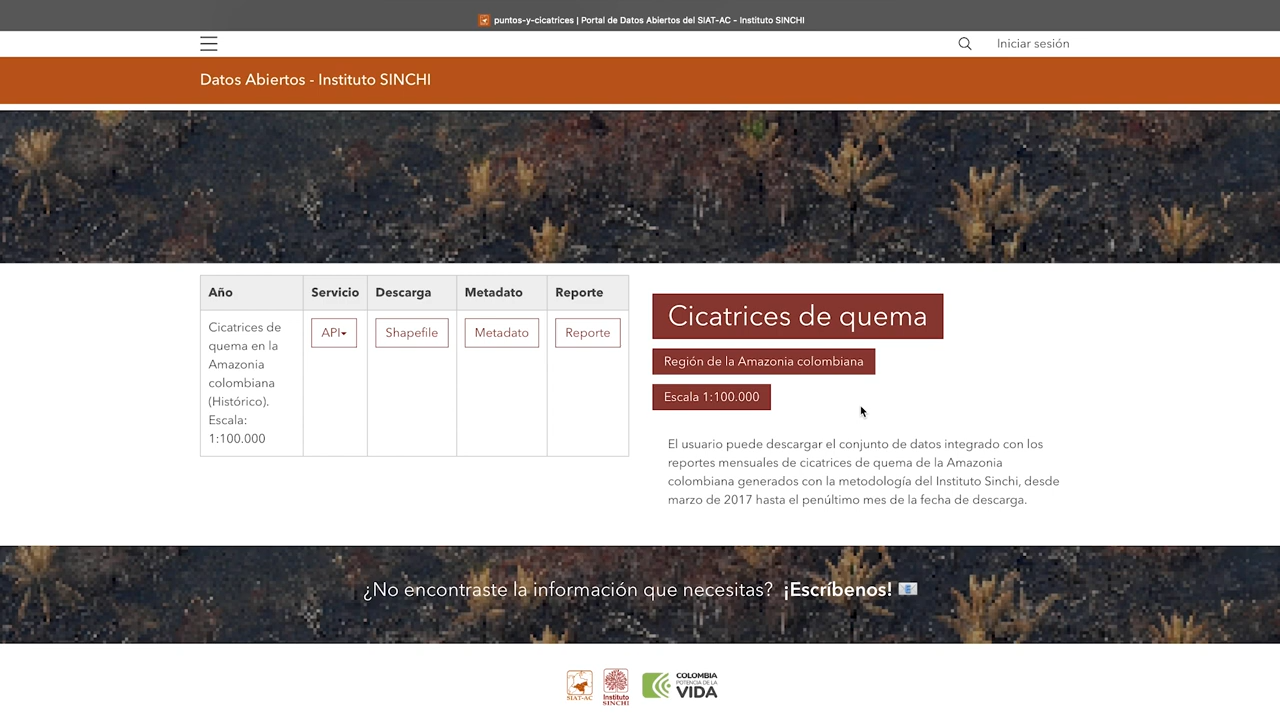 puntos-y-cicatrices | Portal de Datos Abiertos del SIAT-AC - Instituto SINCHI
Iniciar sesión
Datos Abiertos - Instituto SINCHI
Año Servicio Descarga Metadato Reporte
Cicatrices de
quema en la
Amazonia
colombiana
(Histórico).
Escala:
1:100.000
API
Shapefile
Metadato
Reporte
Cicatrices de quema
Región de la Amazonia colombiana
Escala 1:100.000
El usuario puede descargar el conjunto de datos integrado con los
reportes mensuales de cicatrices de quema de la Amazonia
colombiana generados con la metodología del Instituto Sinchi, desde
marzo de 2017 hasta el penúltimo mes de la fecha de descarga.
¿No encontraste la información que necesitas? ¡Escríbenos!
SIAT-AC
Instituto
SINCHI
COLOMBIA
POTENCIA DE LA
VIDA